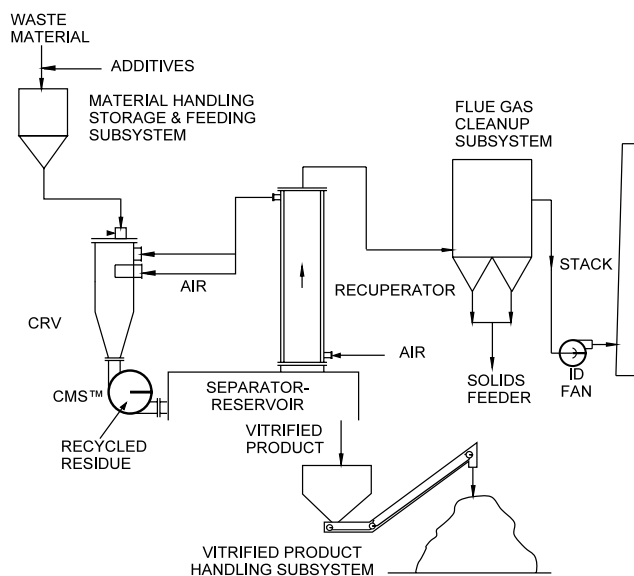 WASTE
MATERIAL
ADDITIVES
MATERIAL HANDLING
STORAGE & FEEDING
SUBSYSTEM
FLUE GAS
CLEANUP
SUBSYSTEM
STACK
AIR
RECUPERATOR
CRV
AIR
ID
FAN
SOLIDS
FEEDER
CMS™
SEPARATOR-
RESERVOIR
RECYCLED
RESIDUE
VITRIFIED
PRODUCT
VITRIFIED PRODUCT
HANDLING SUBSYSTEM